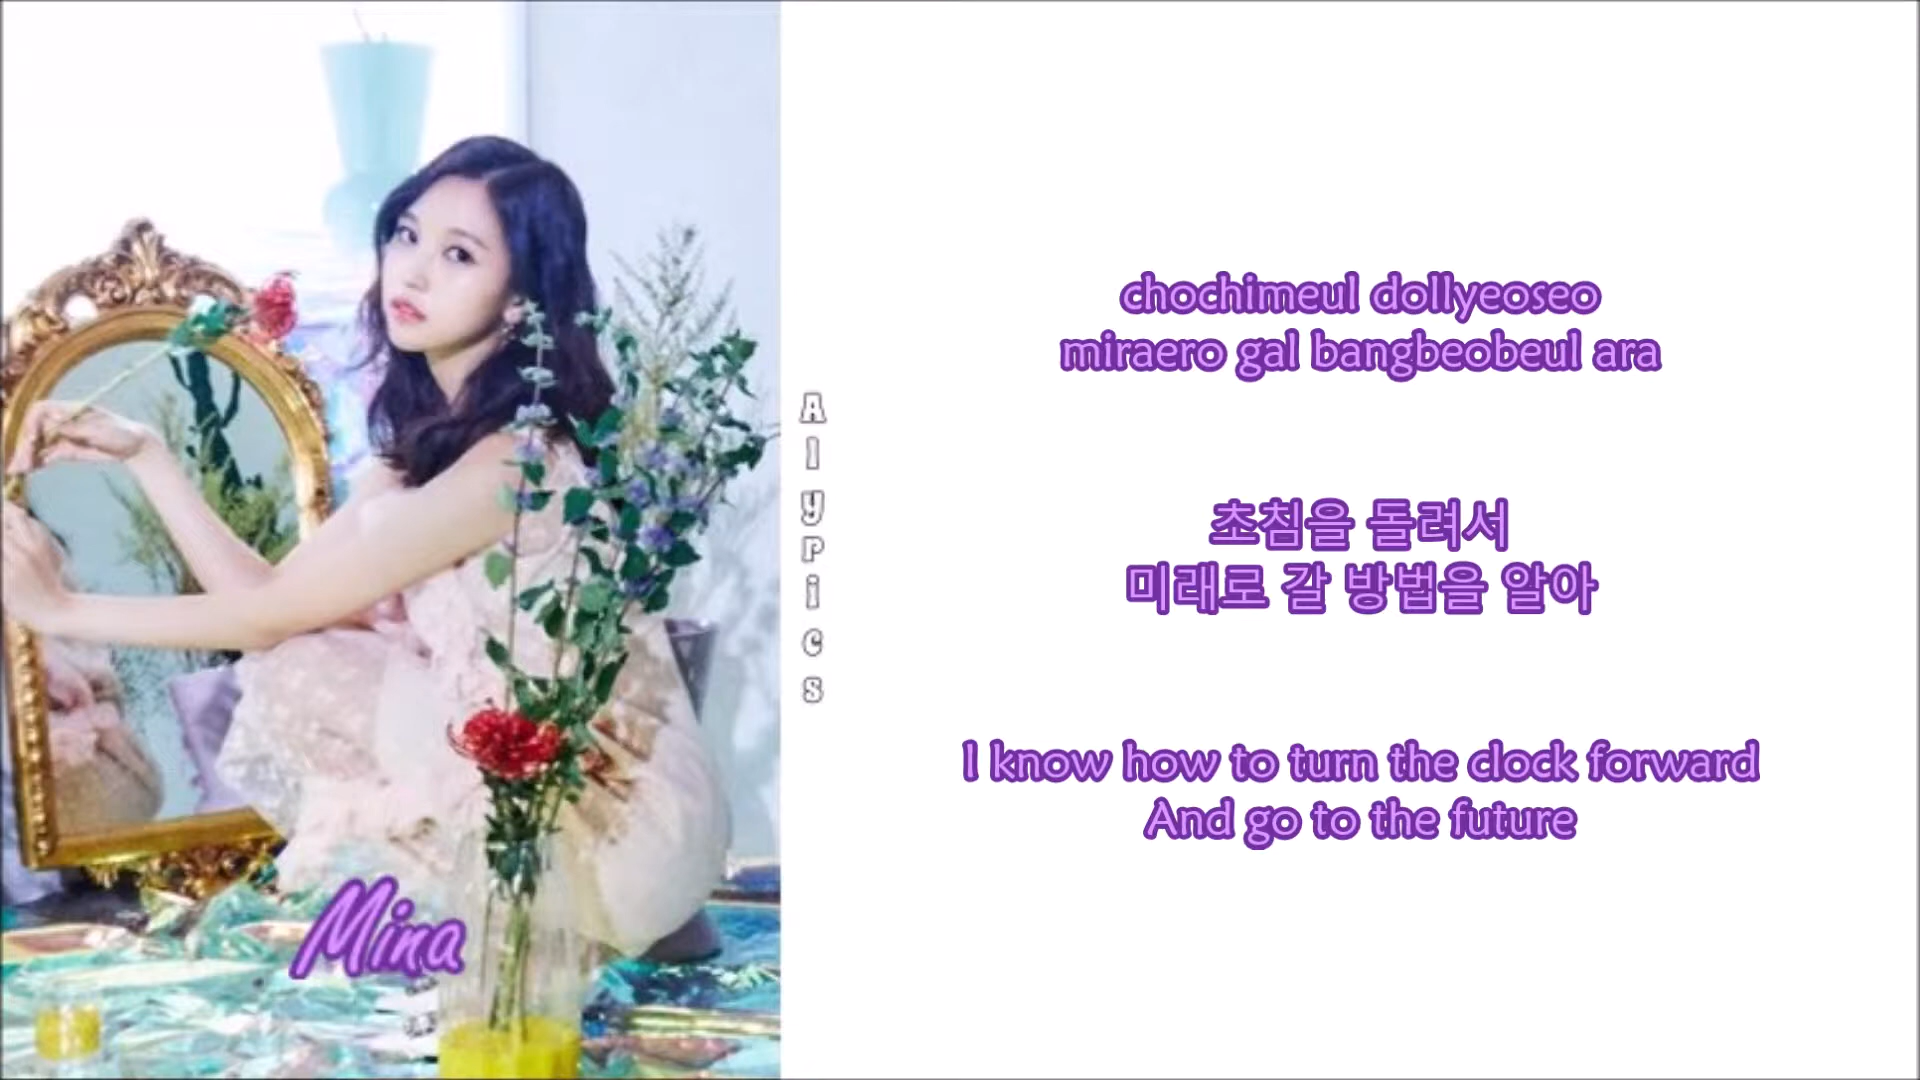 Mina
Alypics
chochimeul dollyeoseo
miraero gal bangbeobeul ara
초침을 돌려서
미래로 갈 방법을 알아
I know how to turn the clock forward
And go to the future